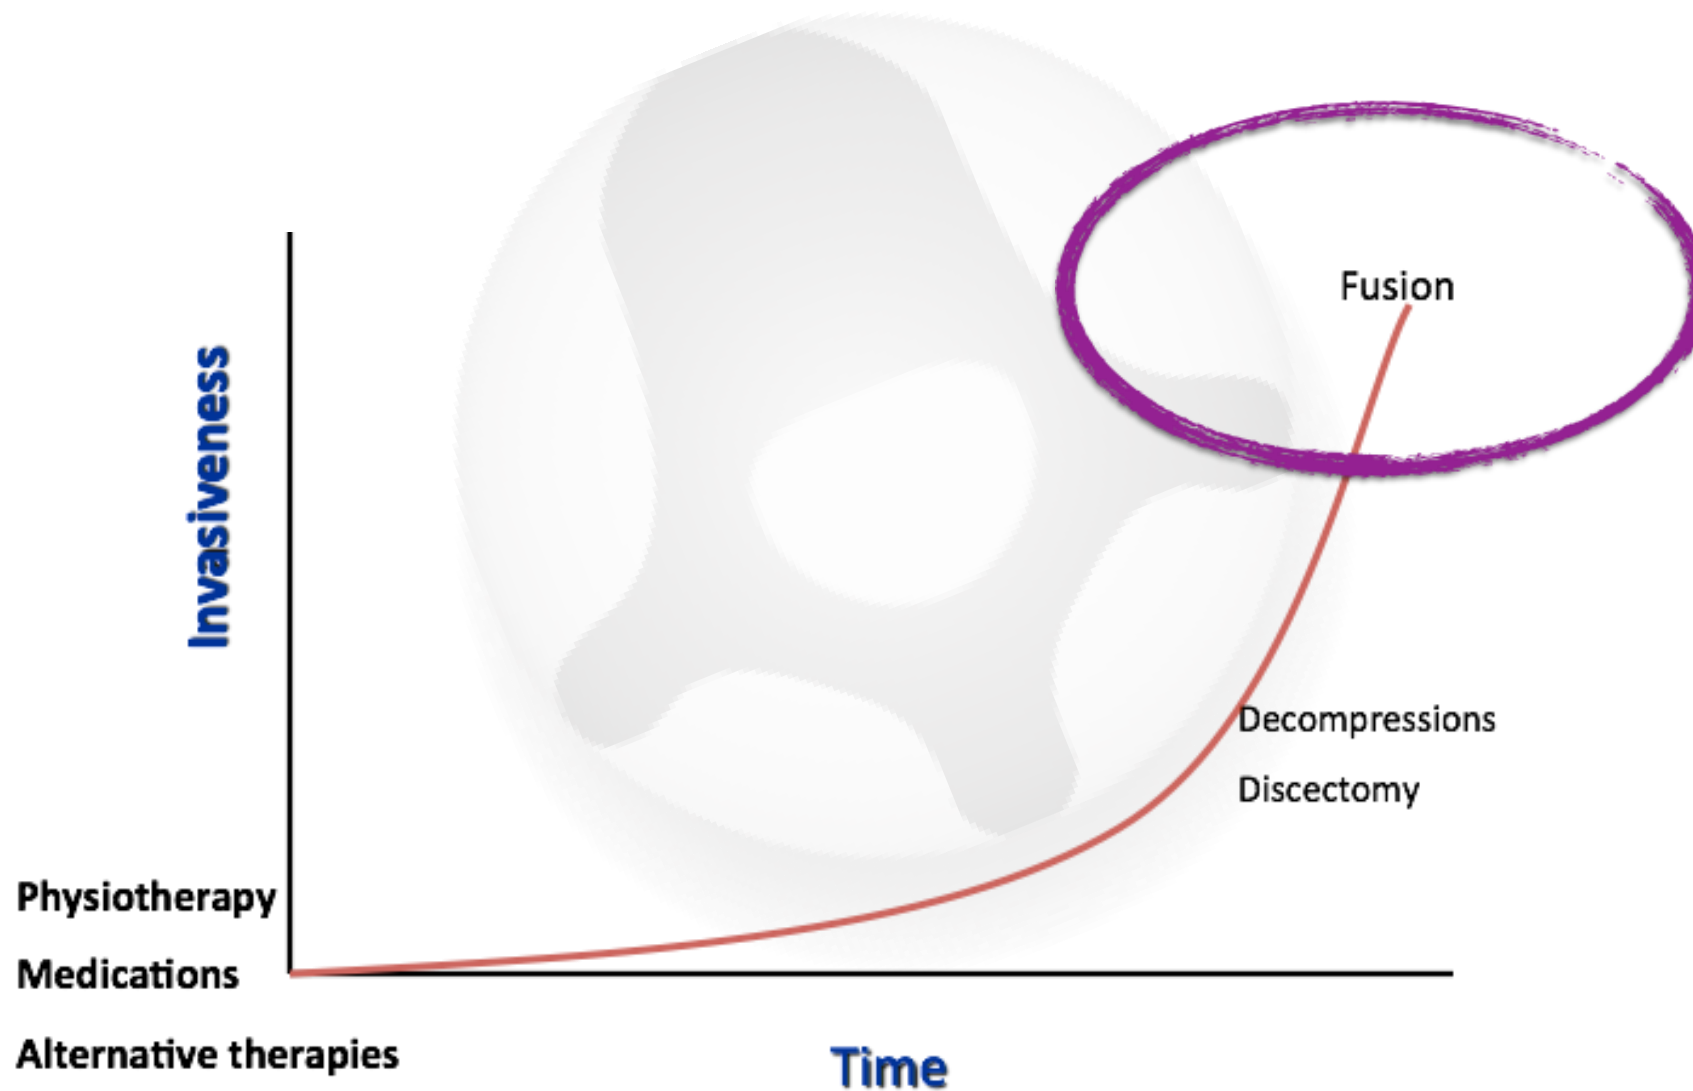 Fusion
Invasiveness
Decompressions
Discectomy
Physiotherapy
Medications
Alternative therapies
Time